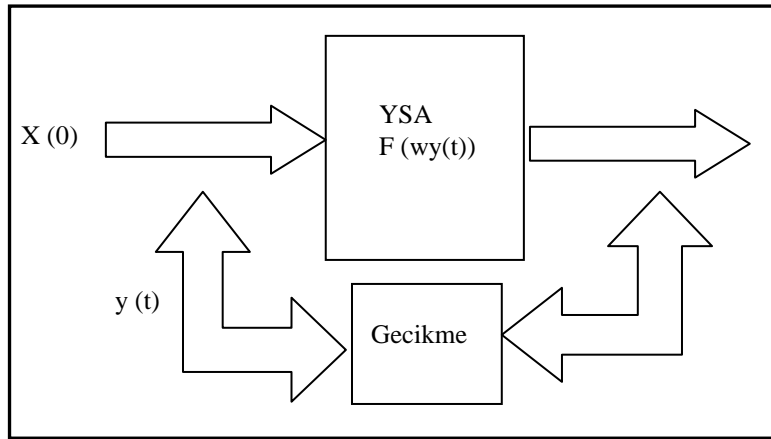 X (0)
YSA
F (wy(t))
y (t)
Gecikme